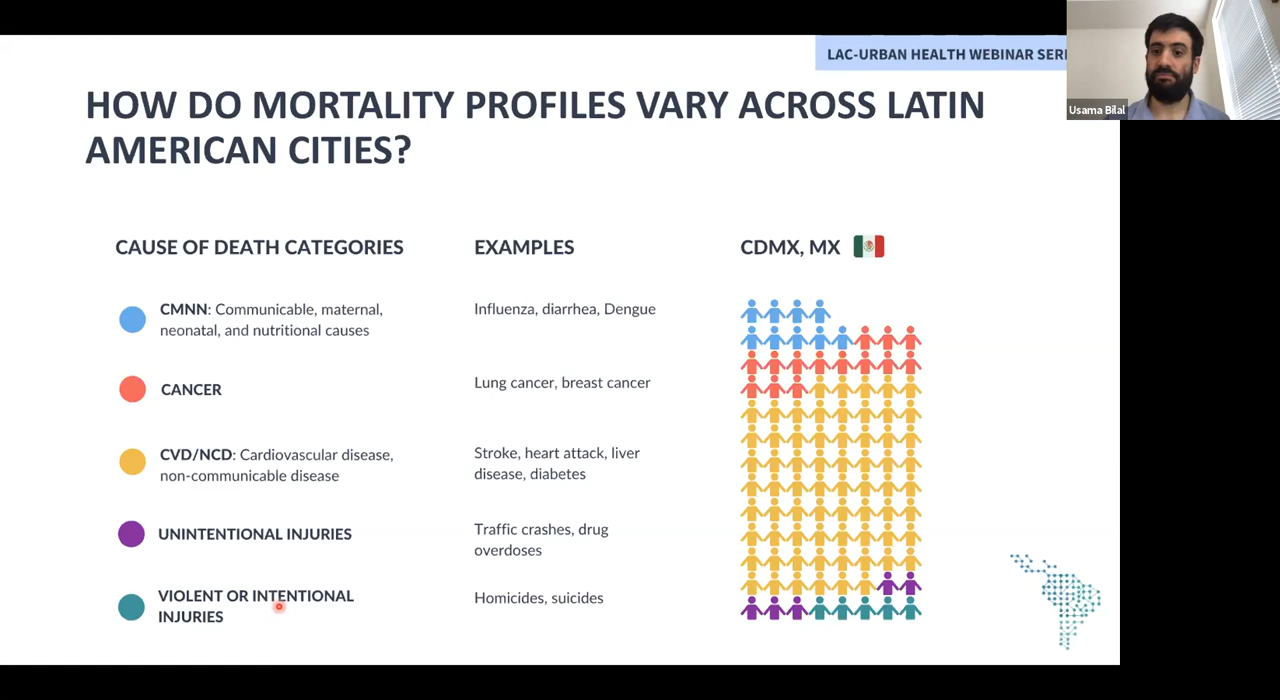 LAC-URBAN HEALTH WEBINAR SERI
Usama Bilal
HOW DO MORTALITY PROFILES VARY ACROSS LATIN
AMERICAN CITIES?
CAUSE OF DEATH CATEGORIES
EXAMPLES
CDMX, MX
CMNN: Communicable, maternal,
neonatal, and nutritional causes
Influenza, diarrhea, Dengue
CANCER
Lung cancer, breast cancer
CVD/NCD: Cardiovascular disease,
non-communicable disease
Stroke, heart attack, liver
disease, diabetes
UNINTENTIONAL INJURIES
Traffic crashes, drug
overdoses
VIOLENT OR INTENTIONAL
INJURIES
Homicides, suicides